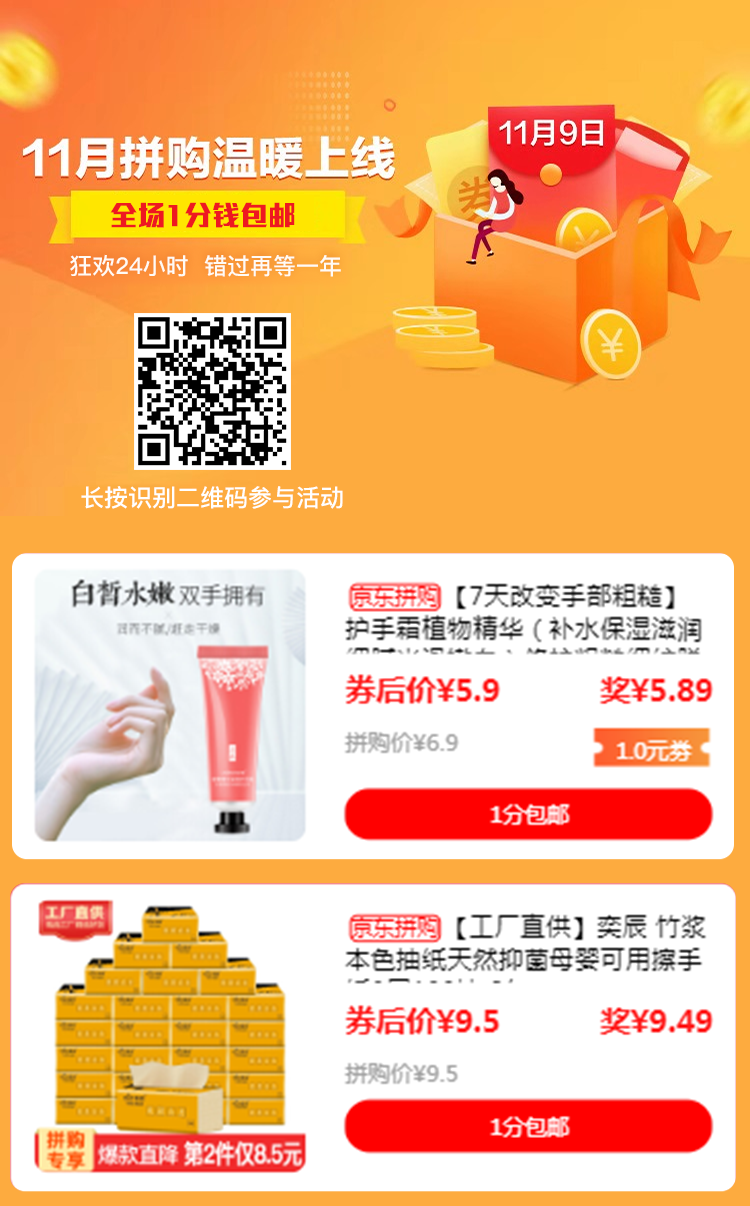 11月拼购温暖上线
11月9日
券
全场1分钱包邮
狂欢24小时 错过再等一年
¥
长按识别二维码参与活动
白皙水嫩 双手拥有
京东拼购【7天改变手部粗糙】
护手霜植物精华（补水保湿滋润
券后价¥5.9 奖¥5.89
拼购价¥6.9
1.0元券
1分包邮
工厂直供
京东拼购【工厂直供】奕辰 竹浆
本色抽纸天然抑菌母婴可用擦手
券后价¥9.5 奖¥9.49
拼购价¥9.5
1分包邮
拼购
专享
爆款直降 第2件仅8.5元